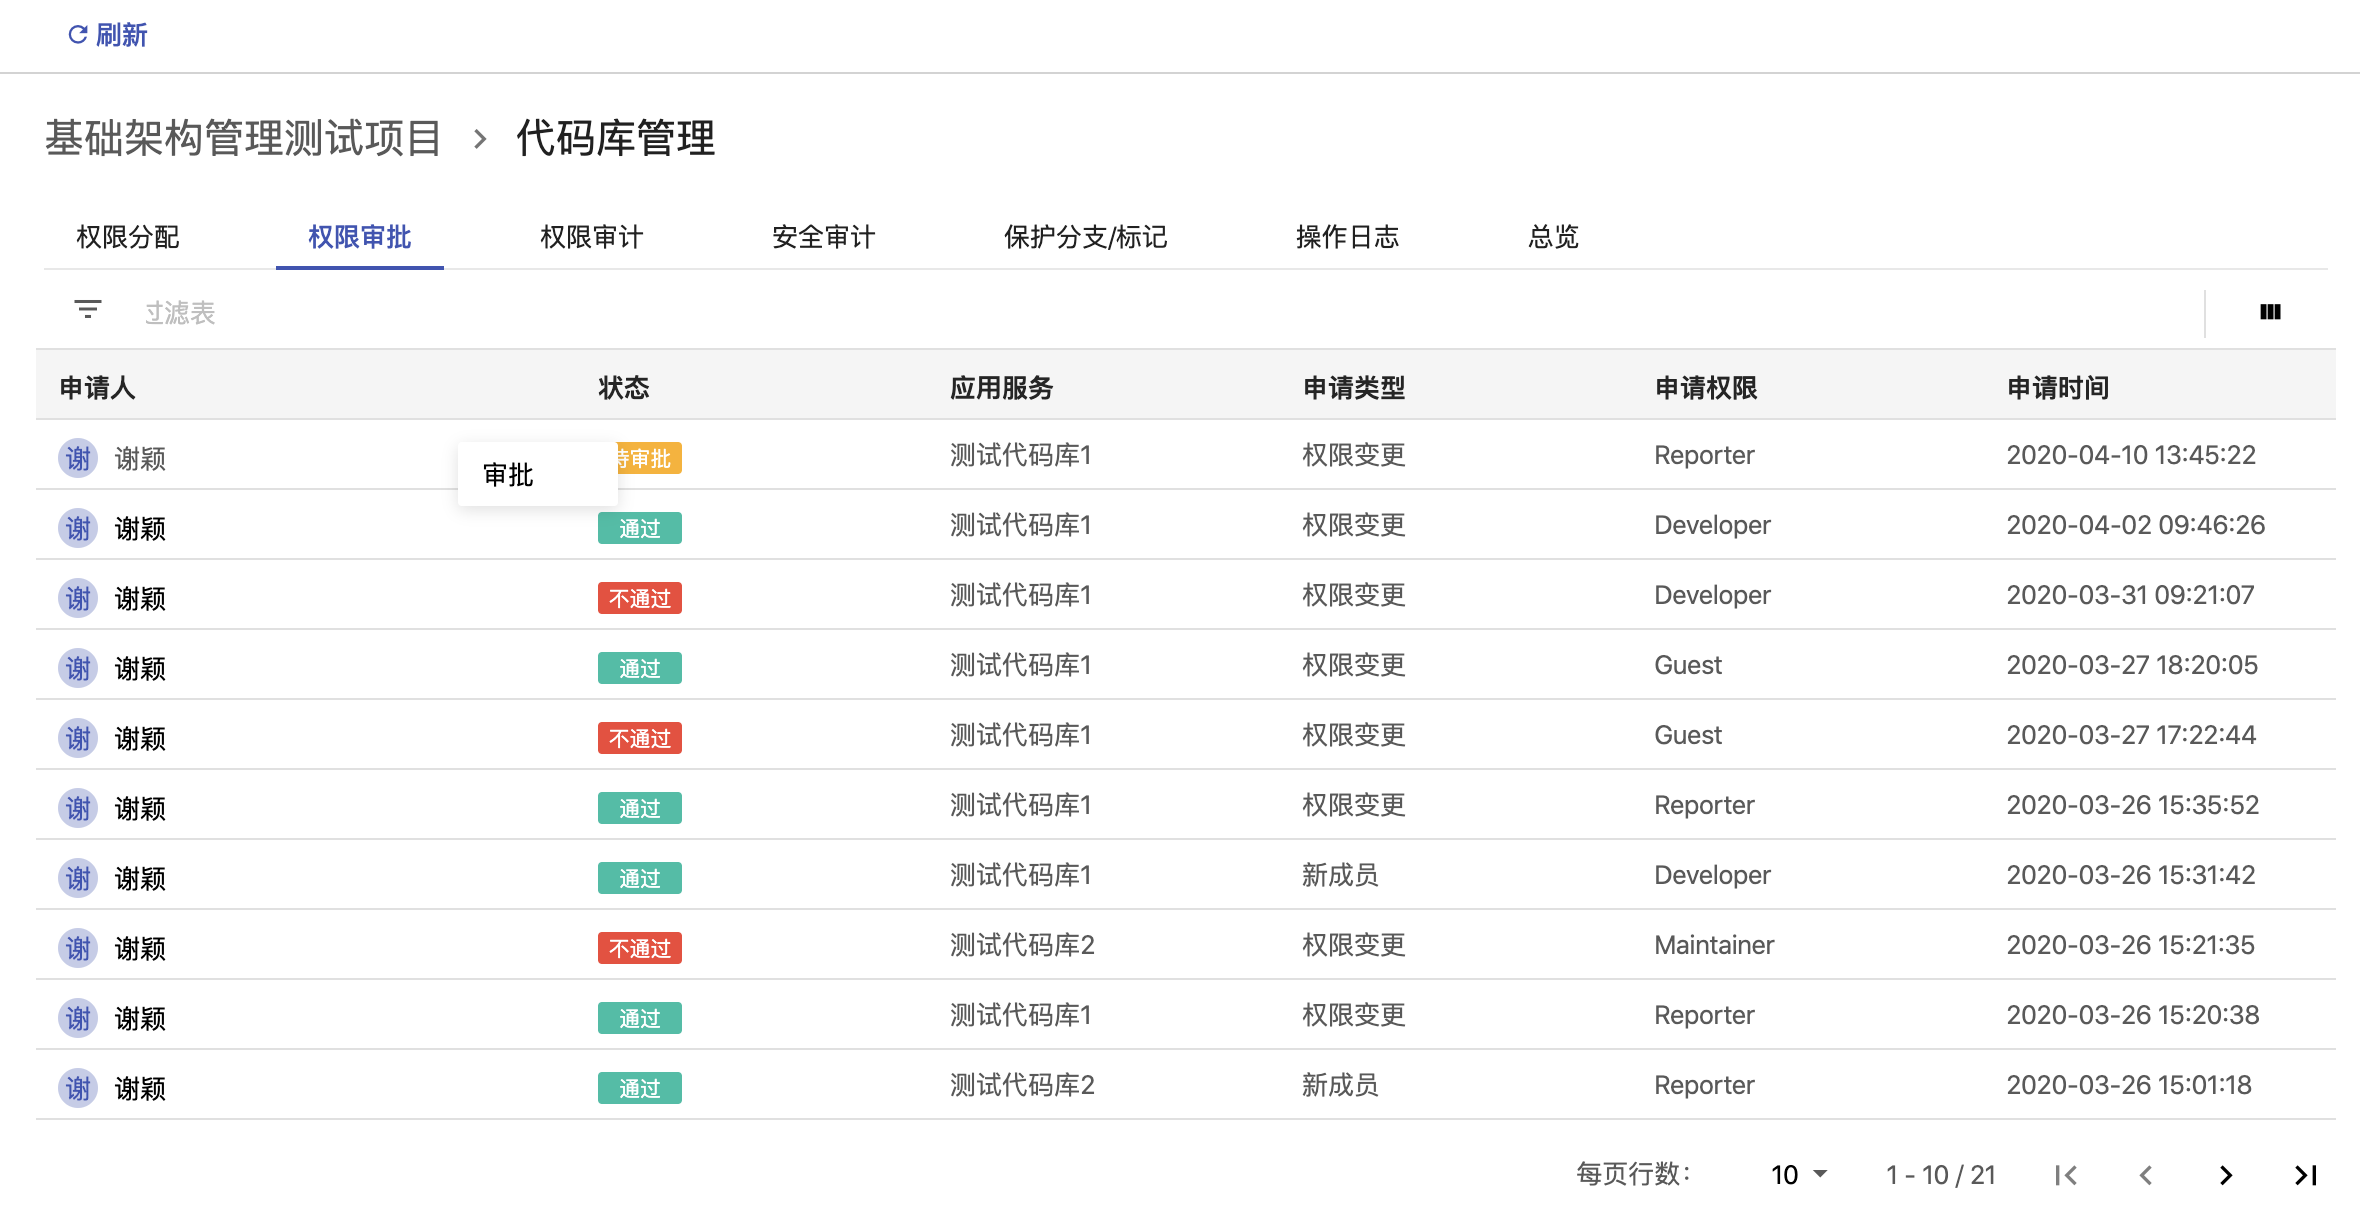 刷新
基础架构管理测试项目 › 代码库管理
权限分配 权限审批 权限审计 安全审计 保护分支/标记 操作日志 总览
过滤表
申请人 状态 应用服务 申请类型 申请权限 申请时间
谢 谢颖 待审批 测试代码库1 权限变更 Reporter 2020-04-10 13:45:22
审批
谢 谢颖 通过 测试代码库1 权限变更 Developer 2020-04-02 09:46:26
谢 谢颖 不通过 测试代码库1 权限变更 Developer 2020-03-31 09:21:07
谢 谢颖 通过 测试代码库1 权限变更 Guest 2020-03-27 18:20:05
谢 谢颖 不通过 测试代码库1 权限变更 Guest 2020-03-27 17:22:44
谢 谢颖 通过 测试代码库1 权限变更 Reporter 2020-03-26 15:35:52
谢 谢颖 通过 测试代码库1 新成员 Developer 2020-03-26 15:31:42
谢 谢颖 不通过 测试代码库2 权限变更 Maintainer 2020-03-26 15:21:35
谢 谢颖 通过 测试代码库1 权限变更 Reporter 2020-03-26 15:20:38
谢 谢颖 通过 测试代码库2 新成员 Reporter 2020-03-26 15:01:18
每页行数: 10 1 - 10 / 21